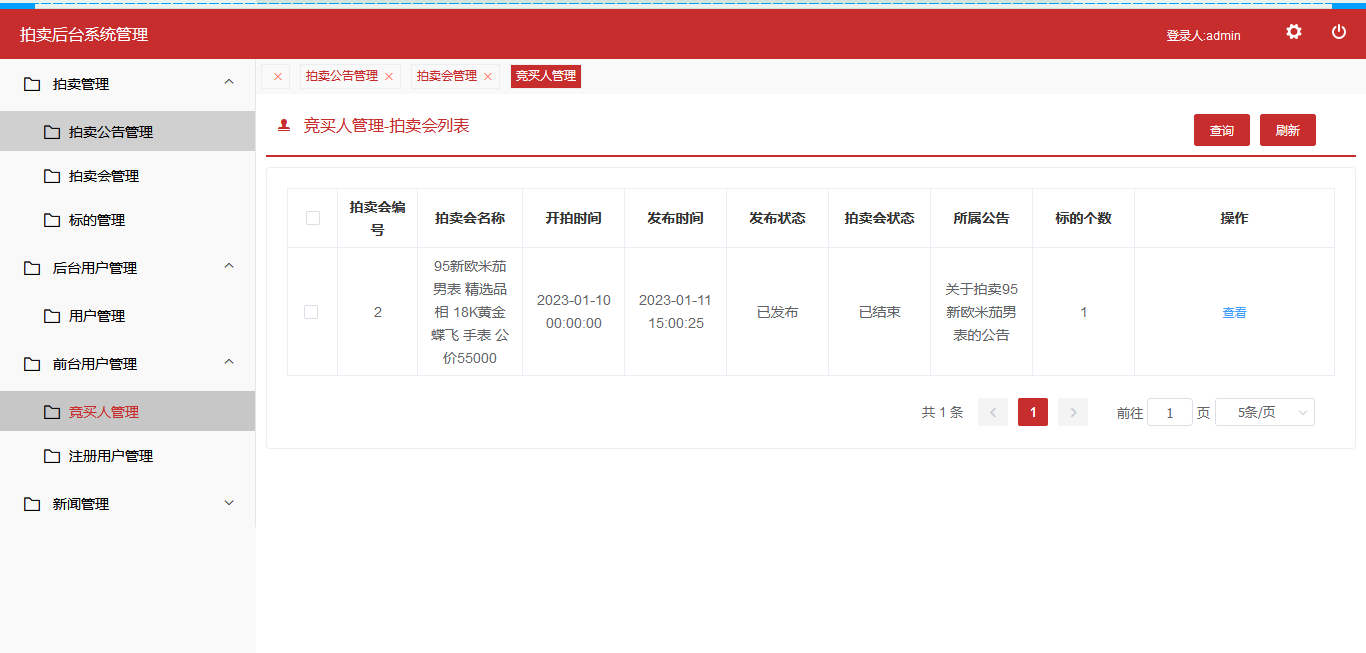 拍卖后台系统管理
登录人:admin
拍卖管理
拍卖公告管理
拍卖会管理
标的管理
后台用户管理
用户管理
前台用户管理
竞买人管理
注册用户管理
新闻管理
拍卖公告管理
拍卖会管理
竞买人管理
竞买人管理-拍卖会列表
查询
刷新
拍卖会编
号
拍卖会名称
开拍时间
发布时间
发布状态
拍卖会状态
所属公告
标的个数
操作
2
95新欧米茄
男表 精选品
相 18K黄金
蝶飞 手表 公
价55000
2023-01-10
00:00:00
2023-01-11
15:00:25
已发布
已结束
关于拍卖95
新欧米茄男
表的公告
1
查看
共 1 条
1
前往 1 页
5条/页